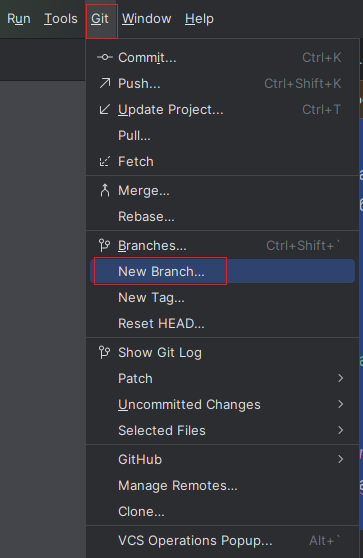 Run Tools Git Window Help
Commit... Ctrl+K
Push... Ctrl+Shift+K
Update Project... Ctrl+T
Pull...
Fetch
Merge...
Rebase...
Branches... Ctrl+Shift+`
New Branch...
New Tag...
Reset HEAD...
Show Git Log
Patch
Uncommitted Changes
Selected Files
GitHub
Manage Remotes...
Clone...
VCS Operations Popup... Alt+`